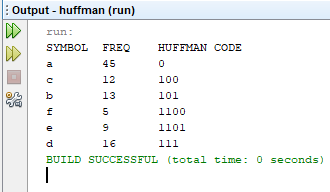 Output - huffman (run)
run:
SYMBOL FREQ HUFFMAN CODE
a 45 0
c 12 100
b 13 101
f 5 1100
e 9 1101
d 16 111
BUILD SUCCESSFUL (total time: 0 seconds)